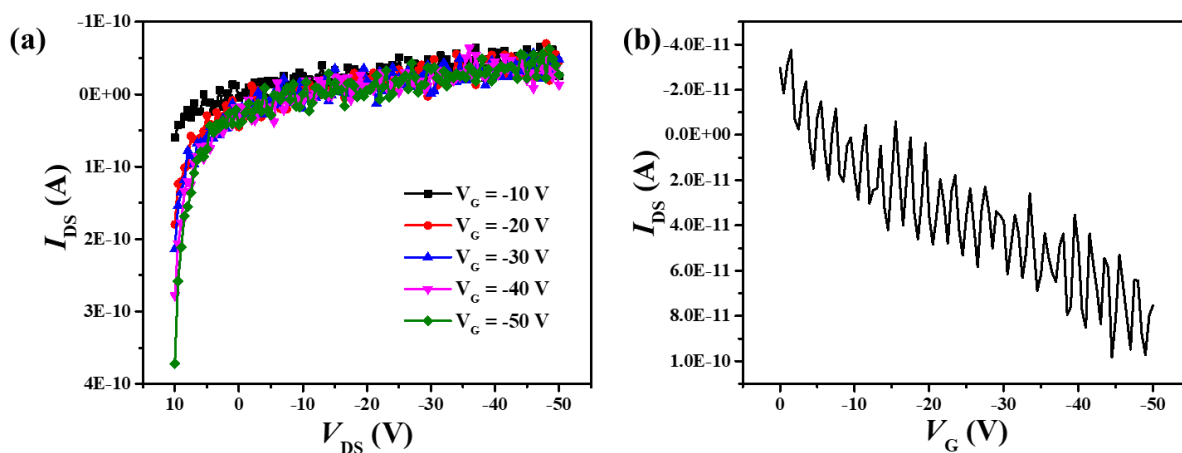 (a)
-1E-10
0E+00
1E-10
2E-10
3E-10
4E-10
I_DS (A)
V_G = -10 V
V_G = -20 V
V_G = -30 V
V_G = -40 V
V_G = -50 V
10 0 -10 -20 -30 -40 -50
V_DS (V)
(b)
-4.0E-11
-2.0E-11
0.0E+00
2.0E-11
4.0E-11
6.0E-11
8.0E-11
1.0E-10
I_DS (A)
0 -10 -20 -30 -40 -50
V_G (V)